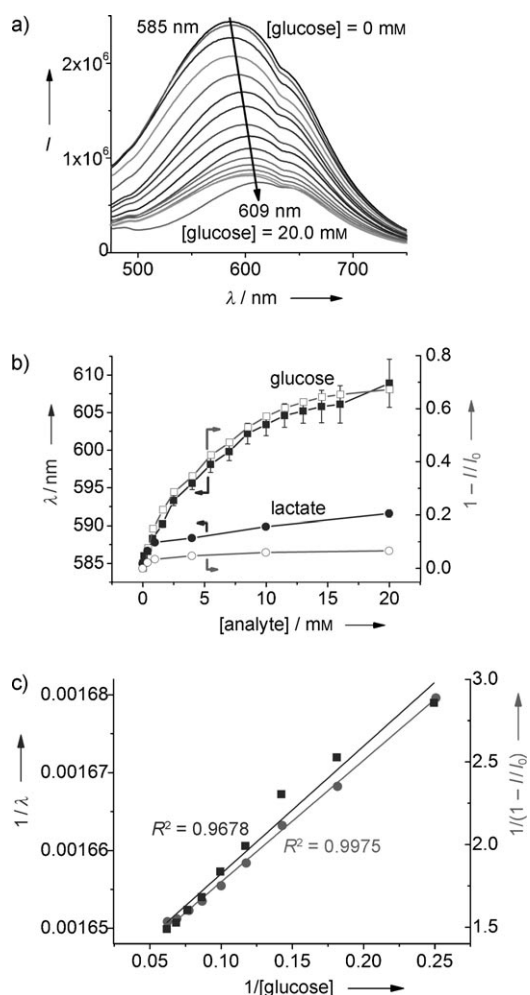 a)
585 nm
[glucose] = 0 mM
2×10⁶
1×10⁶
0
I
609 nm
[glucose] = 20.0 mM
500 600 700
λ / nm
b)
610
605
600
595
590
585
λ/nm
glucose
lactate
0.8
0.6
0.4
0.2
0.0
1 – I/I₀
0 5 10 15 20
[analyte] / mM
c)
0.00168
0.00167
0.00166
0.00165
1/λ
R² = 0.9678
R² = 0.9975
3.0
2.5
2.0
1.5
1/(1 – I/I₀)
0.05 0.10 0.15 0.20 0.25
1/[glucose]